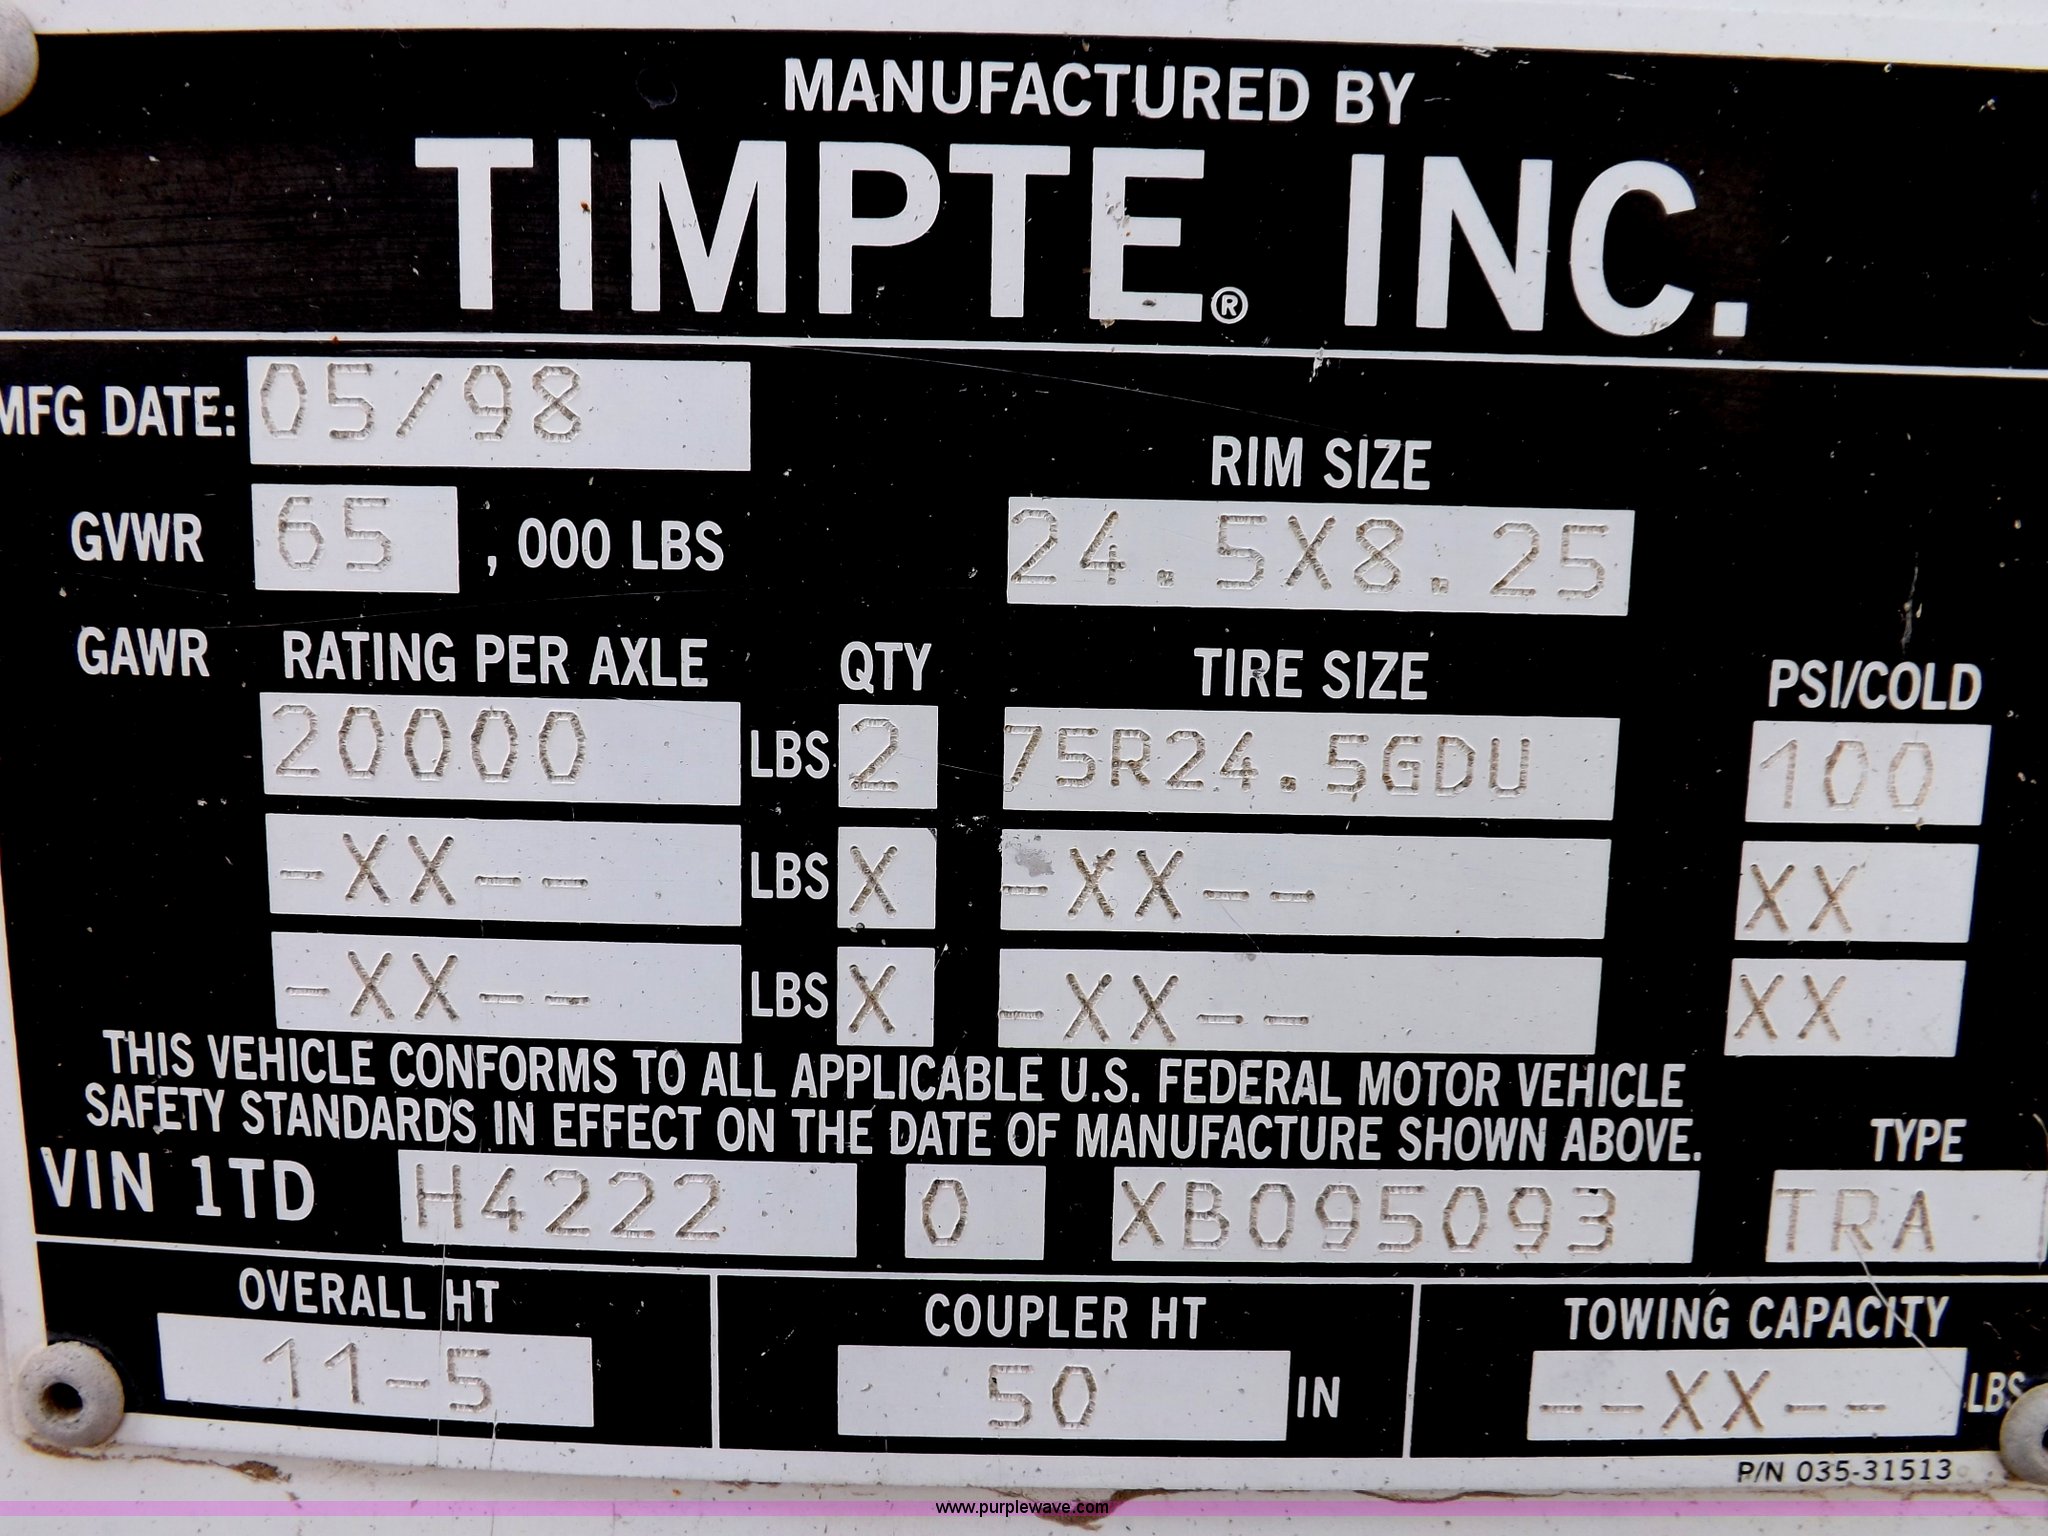 MANUFACTURED BY
TIMPTE® INC.
MFG DATE: 05/98
RIM SIZE
GVWR 65 , 000 LBS 24.5X8.25
GAWR RATING PER AXLE QTY TIRE SIZE PSI/COLD
20000 LBS 2 75R24.5GDU 100
-XX-- LBS X -XX-- XX
-XX-- LBS X -XX-- XX
THIS VEHICLE CONFORMS TO ALL APPLICABLE U.S. FEDERAL MOTOR VEHICLE
SAFETY STANDARDS IN EFFECT ON THE DATE OF MANUFACTURE SHOWN ABOVE.
TYPE
VIN 1TD H4222 0 XB095093 TRA
OVERALL HT COUPLER HT TOWING CAPACITY
11-5 50 IN --XX-- LBS
P/N 035-31513
www.purplewave.com